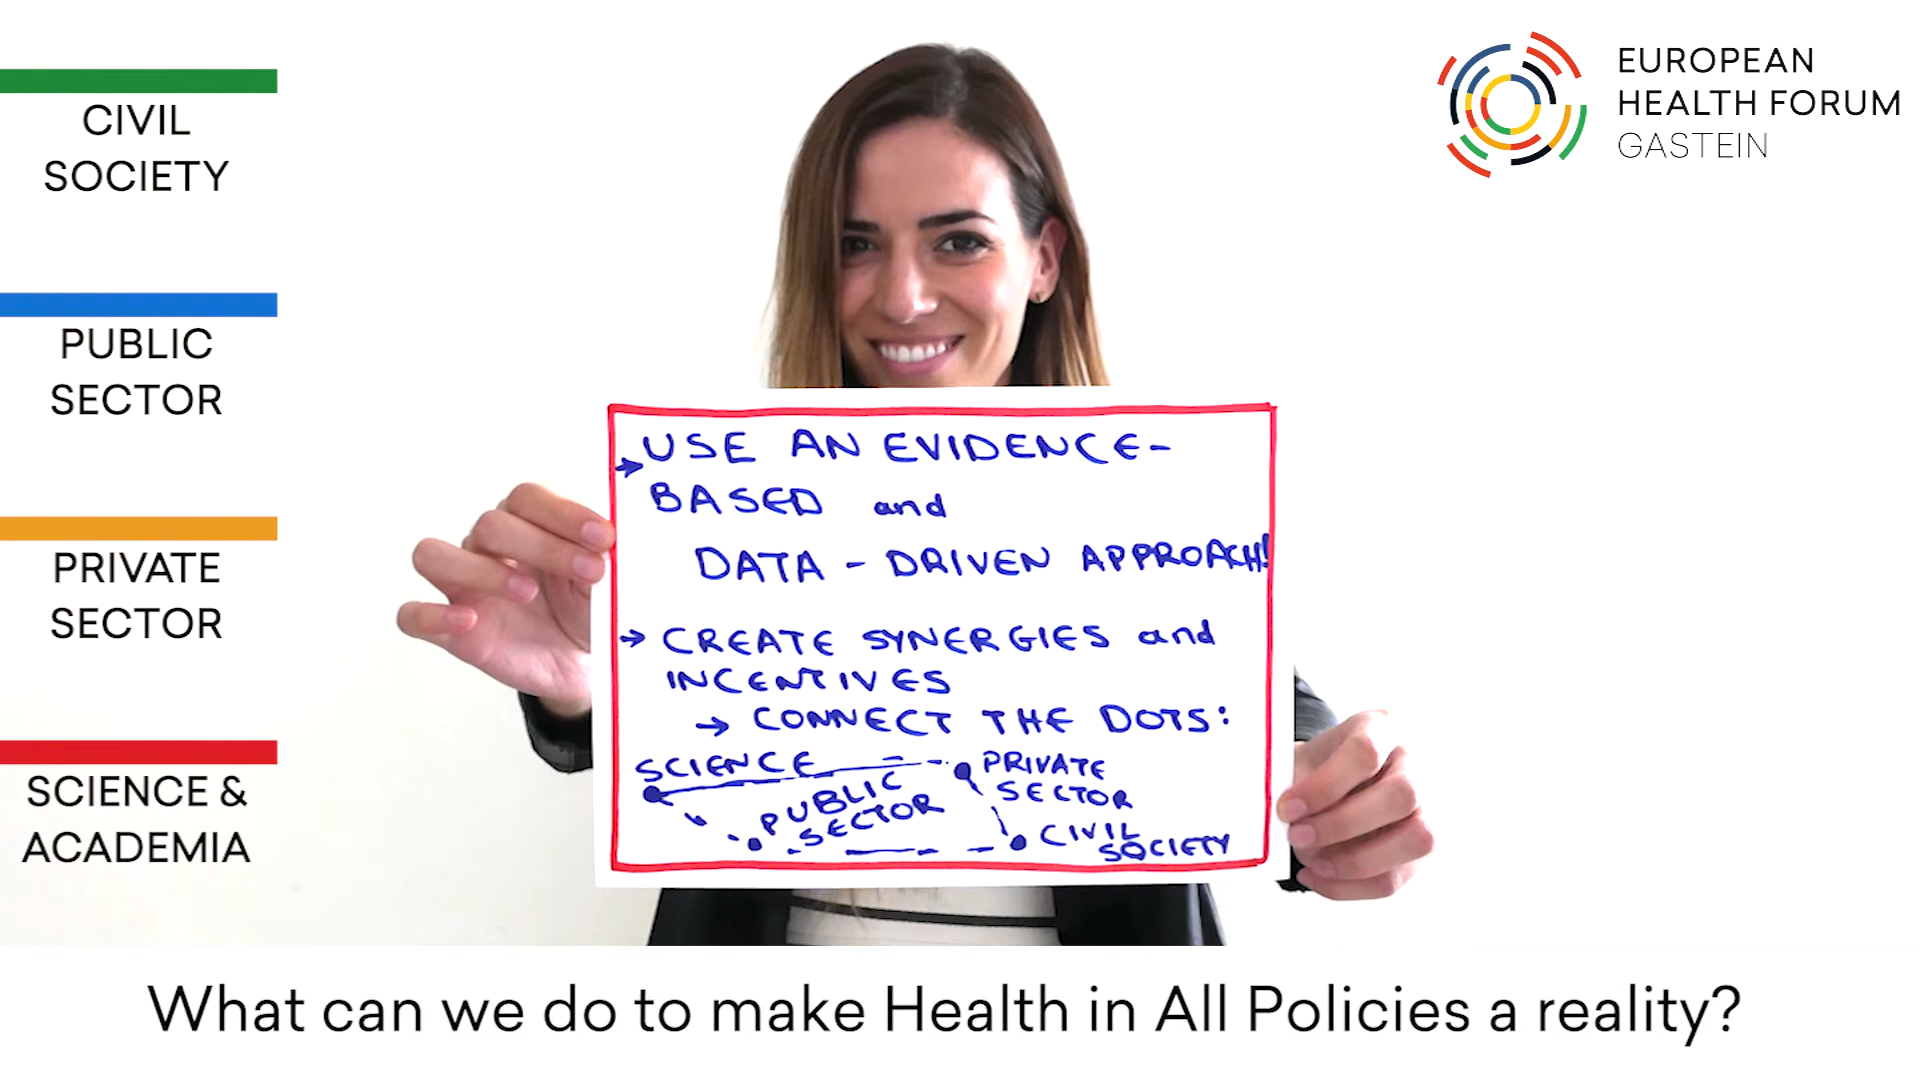 CIVIL
SOCIETY
PUBLIC
SECTOR
PRIVATE
SECTOR
SCIENCE &
ACADEMIA
EUROPEAN
HEALTH FORUM
GASTEIN
→ USE AN EVIDENCE-
BASED and
DATA - DRIVEN APPROACH!
→ CREATE SYNERGIES and
INCENTIVES
→ CONNECT THE DOTS:
SCIENCE
PUBLIC
SECTOR
PRIVATE
SECTOR
CIVIL
SOCIETY
What can we do to make Health in All Policies a reality?